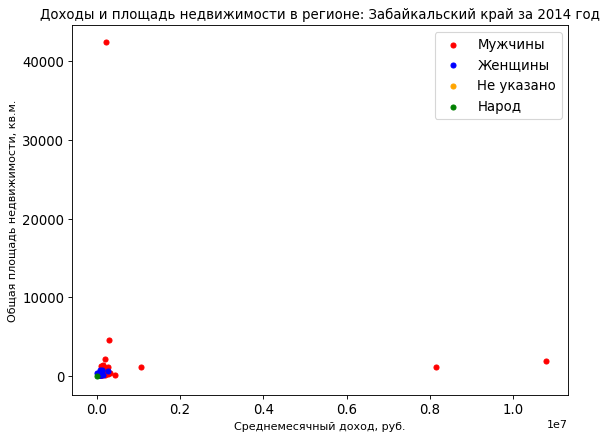 Доходы и площадь недвижимости в регионе: Забайкальский край за 2014 год
Мужчины
Женщины
Не указано
Народ
40000
30000
20000
10000
0
Общая площадь недвижимости, кв.м.
0.0 0.2 0.4 0.6 0.8 1.0
1e7
Среднемесячный доход, руб.